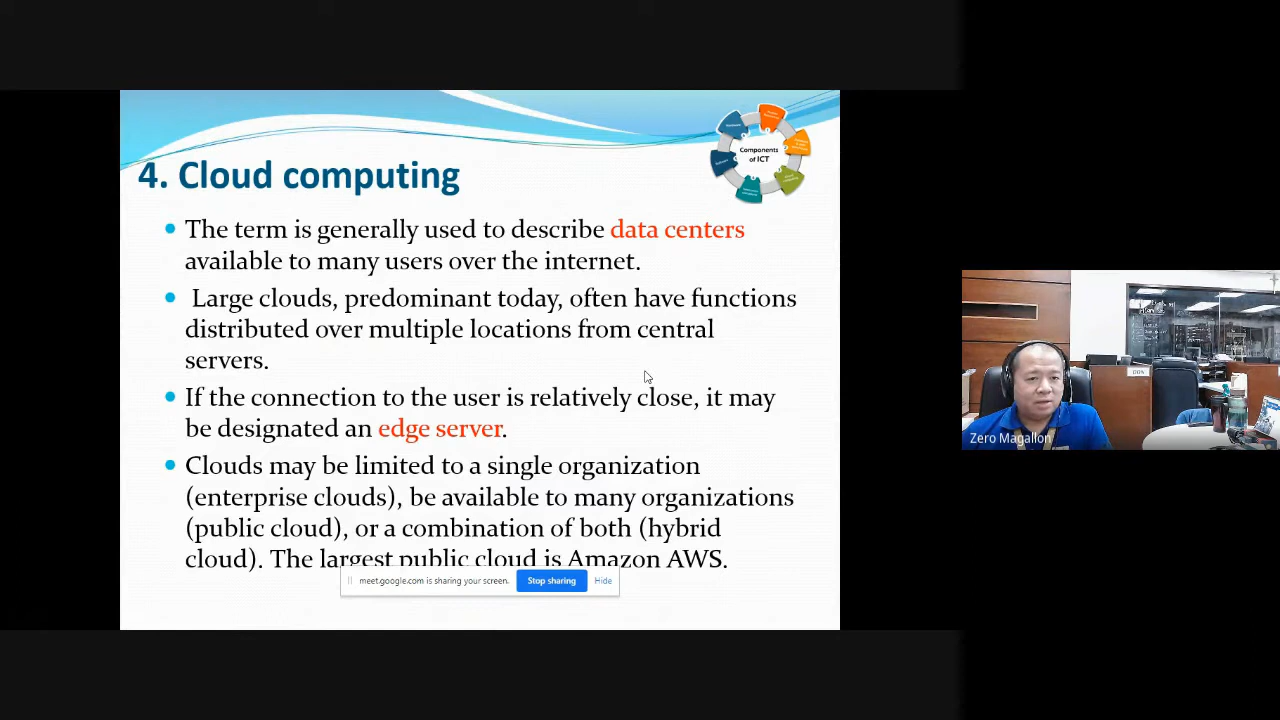 4. Cloud computing
Components
of ICT
The term is generally used to describe data centers
available to many users over the internet.
Large clouds, predominant today, often have functions
distributed over multiple locations from central
servers.
If the connection to the user is relatively close, it may
be designated an edge server.
Clouds may be limited to a single organization
(enterprise clouds), be available to many organizations
(public cloud), or a combination of both (hybrid
cloud). The largest public cloud is Amazon AWS.
meet.google.com is sharing your screen.
Stop sharing
Hide
Zero Magallon